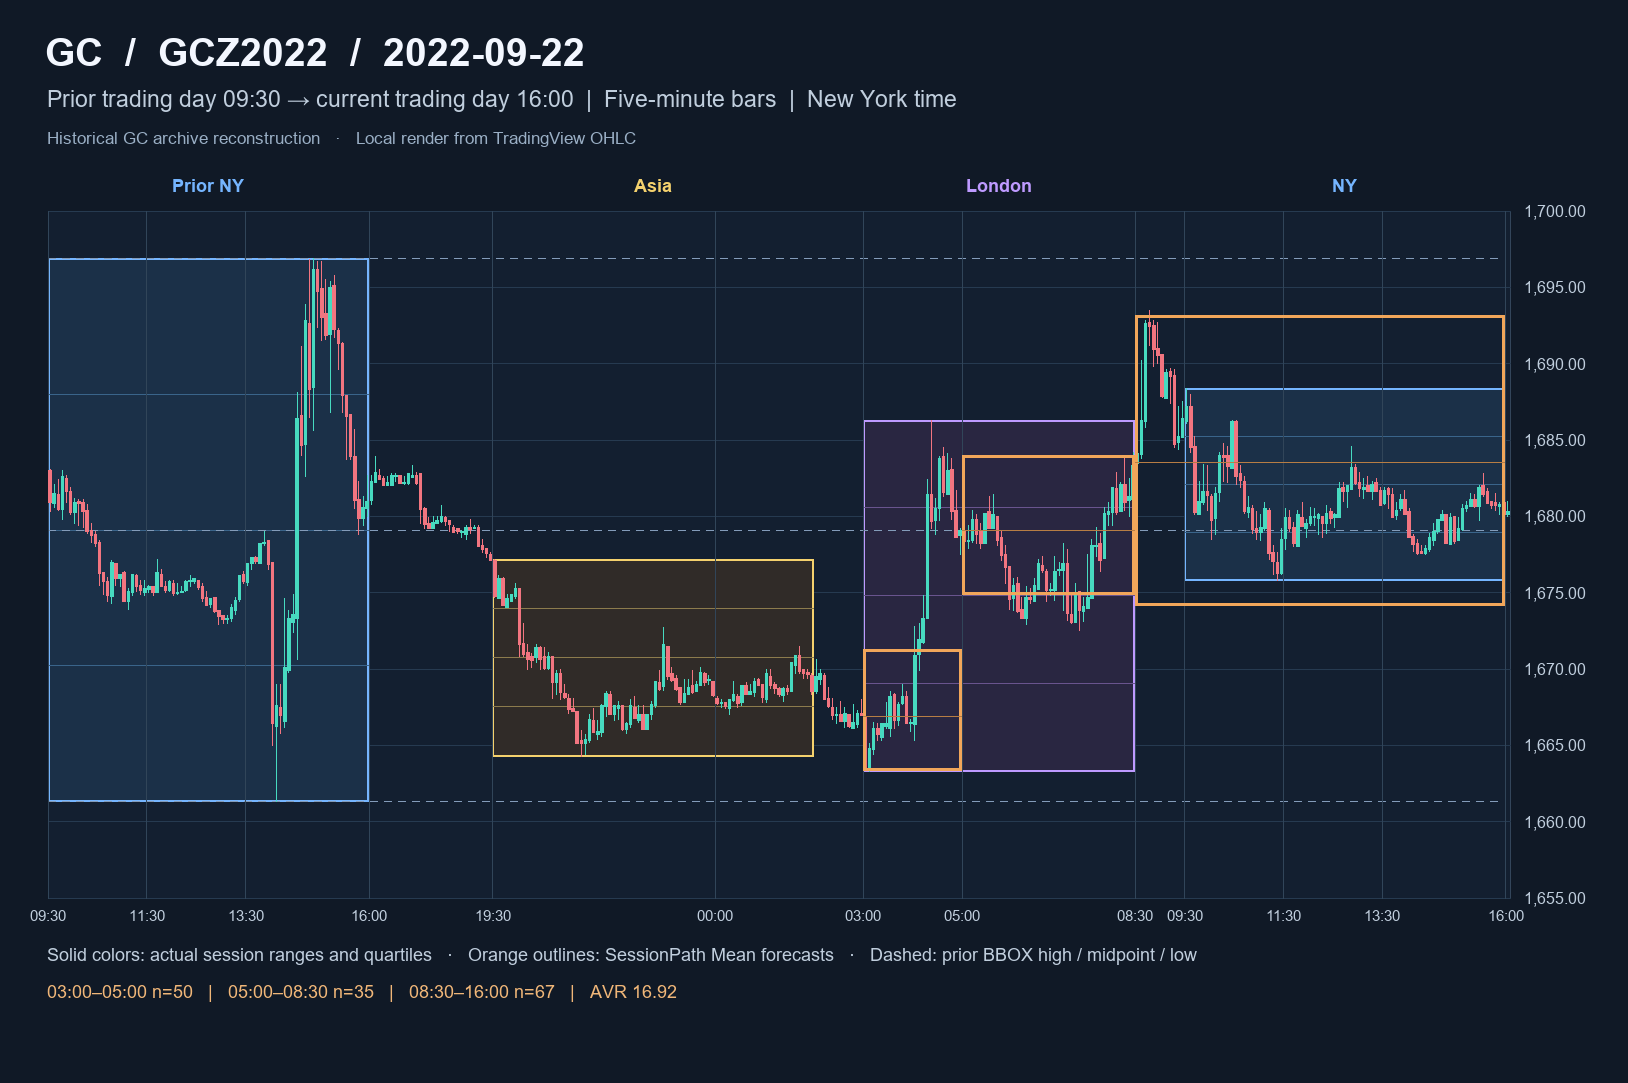 GC / GCZ2022 / 2022-09-22
Prior trading day 09:30 → current trading day 16:00 | Five-minute bars | New York time
Historical GC archive reconstruction · Local render from TradingView OHLC
Prior NY Asia London NY
1,700.00
1,695.00
1,690.00
1,685.00
1,680.00
1,675.00
1,670.00
1,665.00
1,660.00
1,655.00
09:30 11:30 13:30 16:00 19:30 00:00 03:00 05:00 08:30 09:30 11:30 13:30 16:00
Solid colors: actual session ranges and quartiles · Orange outlines: SessionPath Mean forecasts · Dashed: prior BBOX high / midpoint / low
03:00–05:00 n=50 | 05:00–08:30 n=35 | 08:30–16:00 n=67 | AVR 16.92